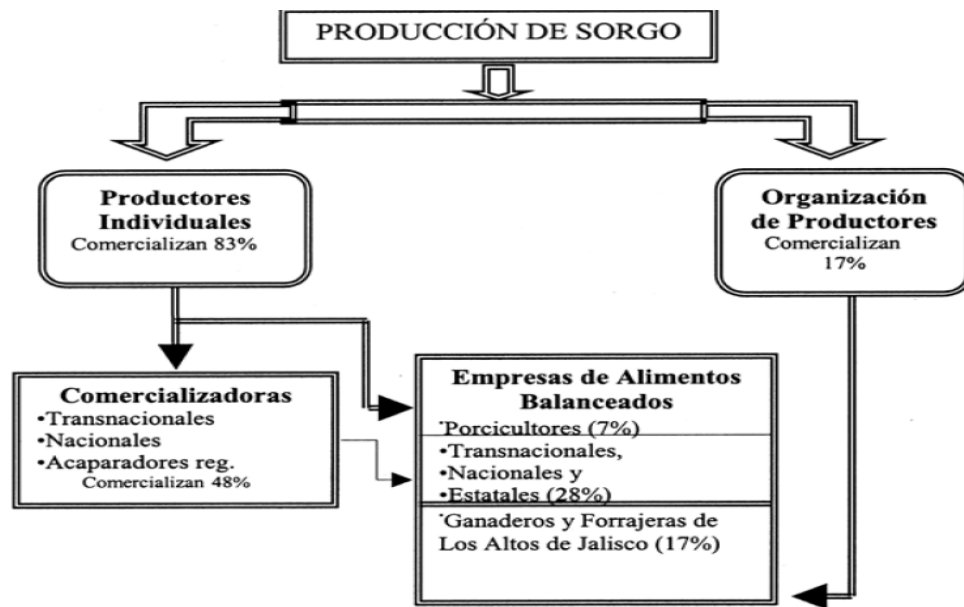 PRODUCCIÓN DE SORGO
Productores
Individuales
Comercializan 83%
Organización
de Productores
Comercializan
17%
Comercializadoras
•Transnacionales
•Nacionales
•Acaparadores reg.
Comercializan 48%
Empresas de Alimentos
Balanceados
•Porcicultores (7%)
•Transnacionales,
•Nacionales y
•Estatales (28%)
•Ganaderos y Forrajeras de
Los Altos de Jalisco (17%)